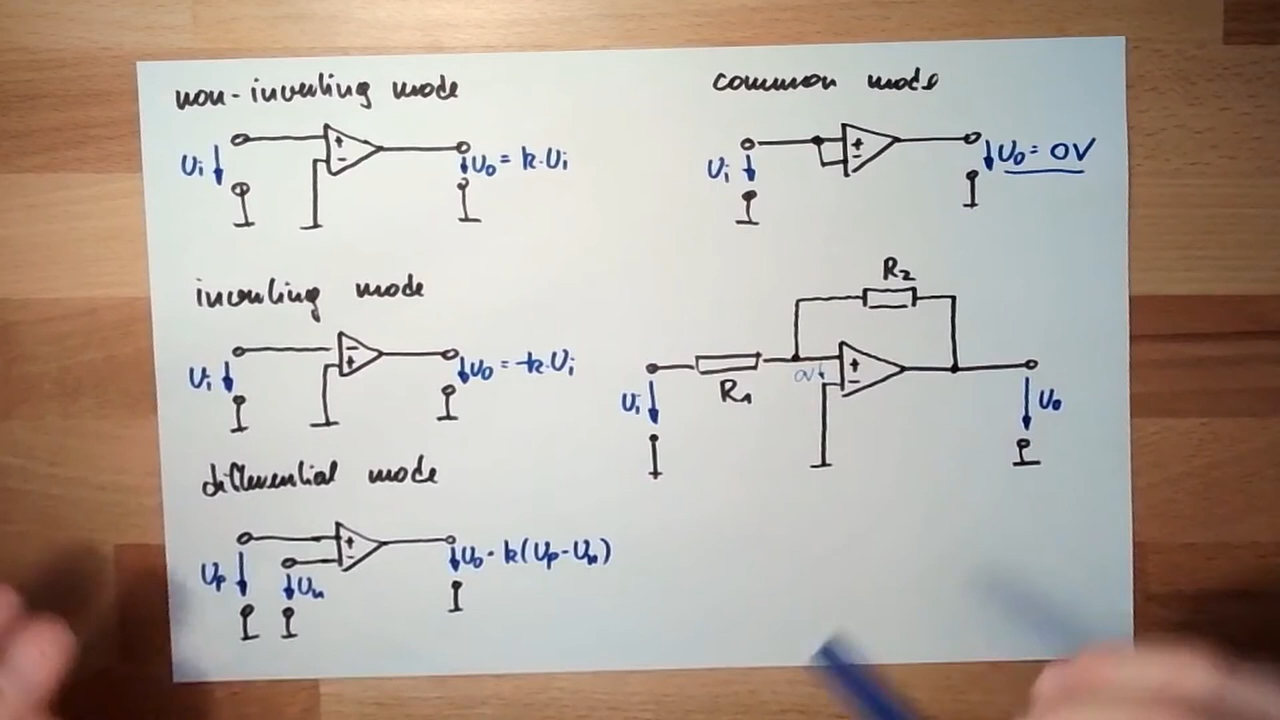 non-inverting mode
Ui
+
-
Uo = k·Ui
inverting mode
Ui
-
+
Uo = -k·Ui
differential mode
Up
Un
+
-
Uo = k(Up-Un)
common mode
Ui
+
-
Uo = 0V
R2
R1
Ui
0V
+
-
Uo